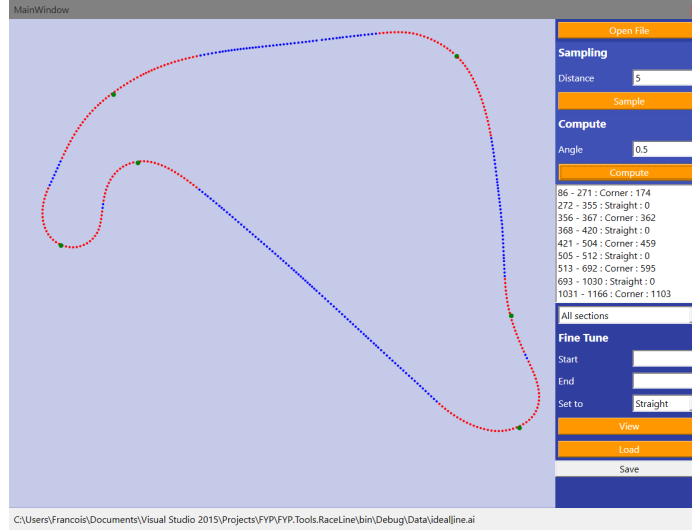 MainWindow
Open File
Sampling
Distance 5
Sample
Compute
Angle 0.5
Compute
86 - 271 : Corner : 174
272 - 355 : Straight : 0
356 - 367 : Corner : 362
368 - 420 : Straight : 0
421 - 504 : Corner : 459
505 - 512 : Straight : 0
513 - 692 : Corner : 595
693 - 1030 : Straight : 0
1031 - 1166 : Corner : 1103
All sections
Fine Tune
Start
End
Set to Straight
View
Load
Save
C:\Users\Francois\Documents\Visual Studio 2015\Projects\FYP\FYP.Tools.RaceLine\bin\Debug\Data\idealline.ai